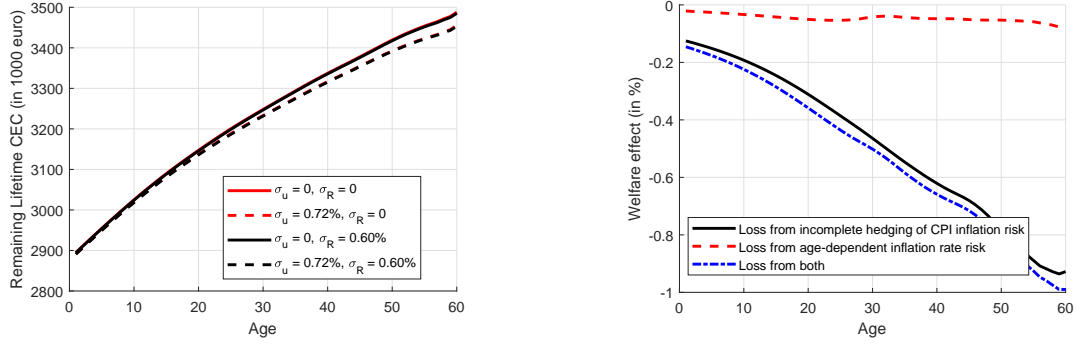 3500
3400
3300
3200
3100
3000
2900
2800
Remaining Lifetime CEC (in 1000 euro)
σu = 0, σR = 0
σu = 0.72%, σR = 0
σu = 0, σR = 0.60%
σu = 0.72%, σR = 0.60%
0 10 20 30 40 50 60
Age
0
-0.2
-0.4
-0.6
-0.8
-1
Welfare effect (in %)
Loss from incomplete hedging of CPI inflation risk
Loss from age-dependent inflation rate risk
Loss from both
0 10 20 30 40 50 60
Age